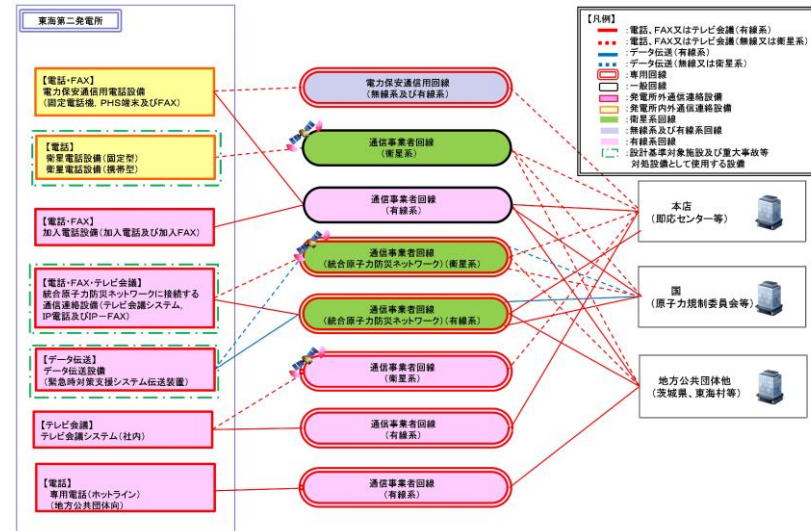 東海第二発電所
【電話・FAX】
電力保安通信用電話設備
(固定電話機、PHS端末及びFAX)
【電話】
衛星電話設備(固定型)
衛星電話設備(携帯型)
【電話・FAX】
加入電話設備(加入電話及び加入FAX)
【電話・FAX・テレビ会議】
統合原子力防災ネットワークに接続する
通信連絡設備(テレビ会議システム、
IP電話及びIP-FAX)
【データ伝送】
データ伝送設備
(緊急時対策支援システム伝送装置)
【テレビ会議】
テレビ会議システム(社内)
【電話】
専用電話(ホットライン)
(地方公共団体向)
電力保安通信用回線
(無線系及び有線系)
通信事業者回線
(衛星系)
通信事業者回線
(有線系)
通信事業者回線
(統合原子力防災ネットワーク)(衛星系)
通信事業者回線
(統合原子力防災ネットワーク)(有線系)
通信事業者回線
(衛星系)
通信事業者回線
(有線系)
通信事業者回線
(有線系)
【凡例】
:電話、FAX又はテレビ会議(有線系)
:電話、FAX又はテレビ会議(無線又は衛星系)
:データ伝送(有線系)
:データ伝送(無線又は衛星系)
:専用回線
:一般回線
:発電所外通信連絡設備
:発電所内外通信連絡設備
:衛星系回線
:無線系及び有線系回線
:有線系回線
:設計基準対象施設及び重大事故等
対処設備として使用する設備
本店
(即応センター等)
国
(原子力規制委員会等)
地方公共団体他
(茨城県、東海村等)